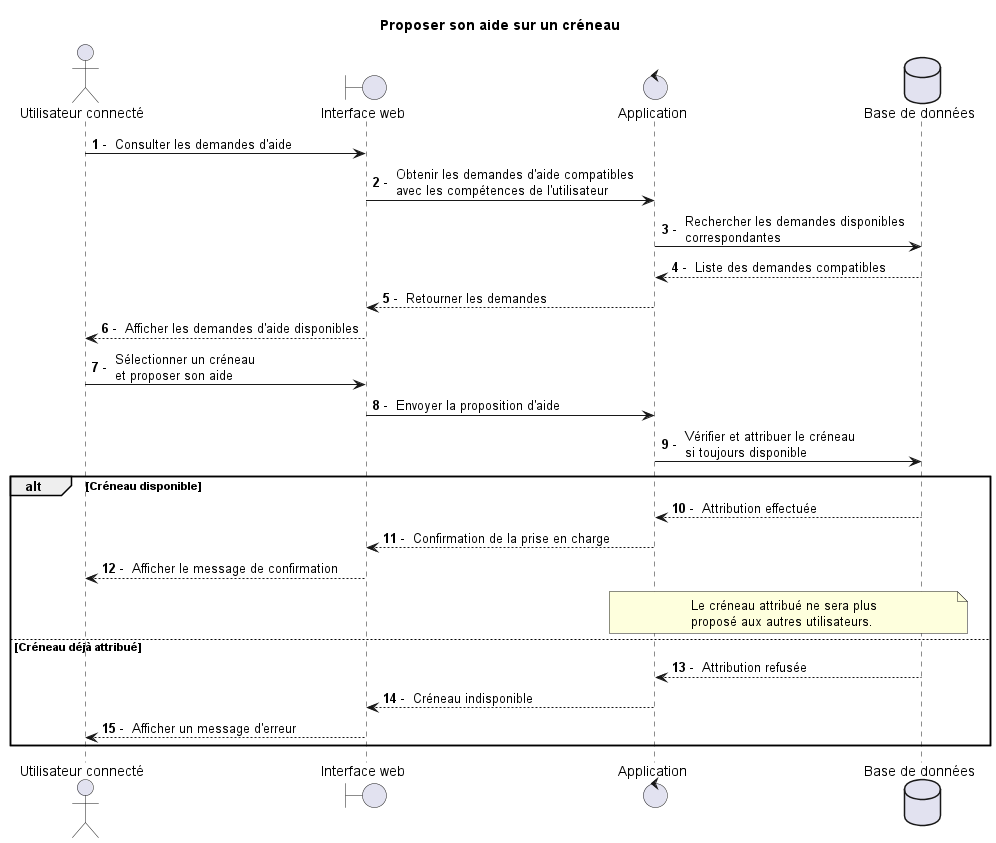 Proposer son aide sur un créneau
Utilisateur connecté
Interface web
Application
Base de données
1 - Consulter les demandes d'aide
2 - Obtenir les demandes d'aide compatibles
avec les compétences de l'utilisateur
3 - Rechercher les demandes disponibles
correspondantes
4 - Liste des demandes compatibles
5 - Retourner les demandes
6 - Afficher les demandes d'aide disponibles
7 - Sélectionner un créneau
et proposer son aide
8 - Envoyer la proposition d'aide
9 - Vérifier et attribuer le créneau
si toujours disponible
alt
[Créneau disponible]
10 - Attribution effectuée
11 - Confirmation de la prise en charge
12 - Afficher le message de confirmation
Le créneau attribué ne sera plus
proposé aux autres utilisateurs.
[Créneau déjà attribué]
13 - Attribution refusée
14 - Créneau indisponible
15 - Afficher un message d'erreur
Utilisateur connecté
Interface web
Application
Base de données